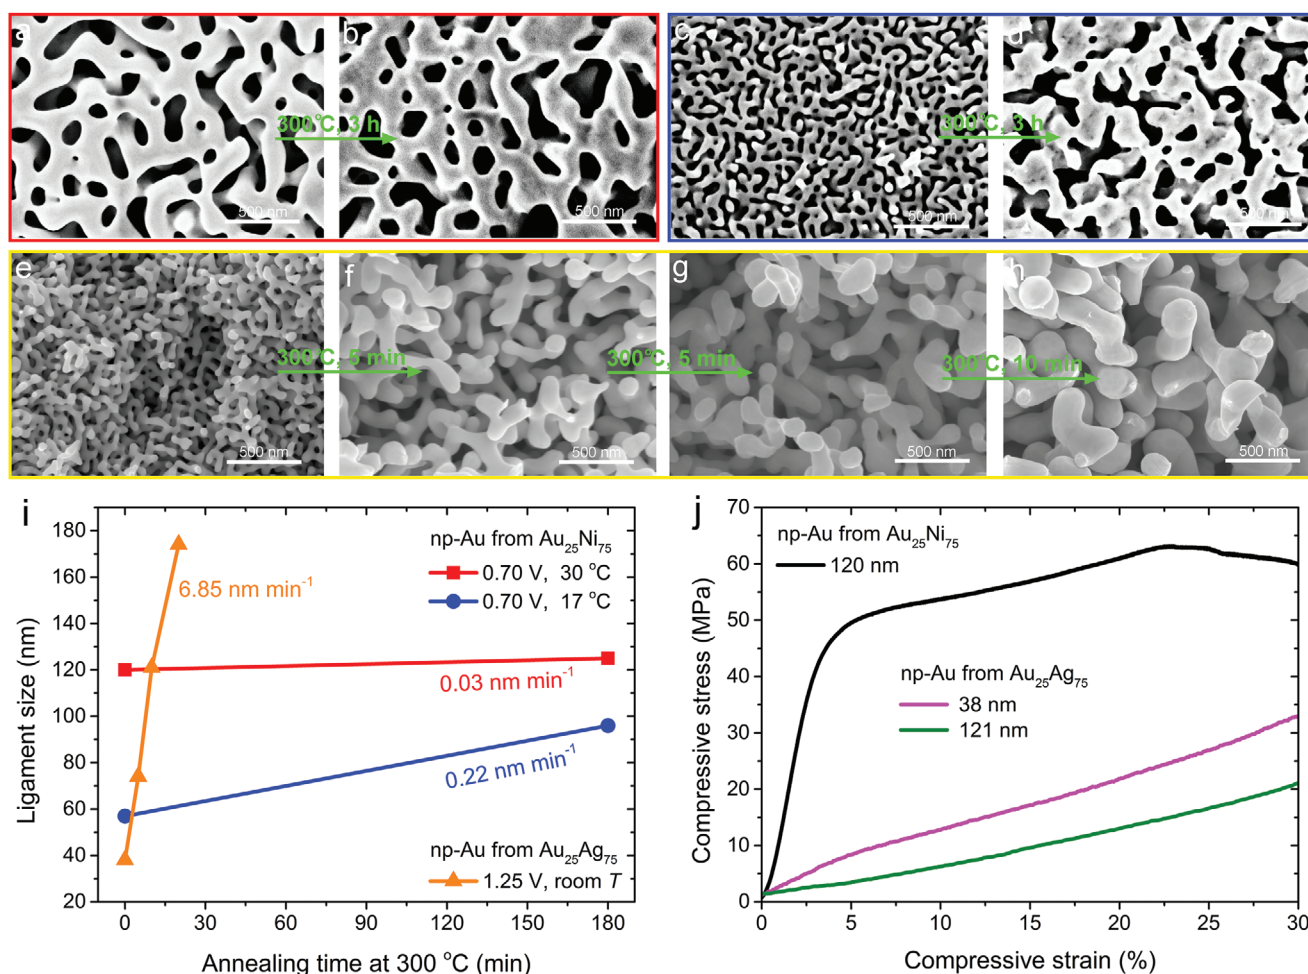 a
b
c
d
300°C, 3 h
300°C, 3 h
500 nm
500 nm
500 nm
500 nm
e
f
g
h
300°C, 5 min
300°C, 5 min
300°C, 10 min
500 nm
500 nm
500 nm
500 nm
i
180
160
140
120
100
80
60
40
20
Ligament size (nm)
np-Au from Au₂₅Ni₇₅
0.70 V, 30 °C
0.70 V, 17 °C
6.85 nm min⁻¹
0.03 nm min⁻¹
0.22 nm min⁻¹
np-Au from Au₂₅Ag₇₅
1.25 V, room T
0 30 60 90 120 150 180
Annealing time at 300 °C (min)
j
70
60
50
40
30
20
10
0
Compressive stress (MPa)
np-Au from Au₂₅Ni₇₅
120 nm
np-Au from Au₂₅Ag₇₅
38 nm
121 nm
0 5 10 15 20 25 30
Compressive strain (%)